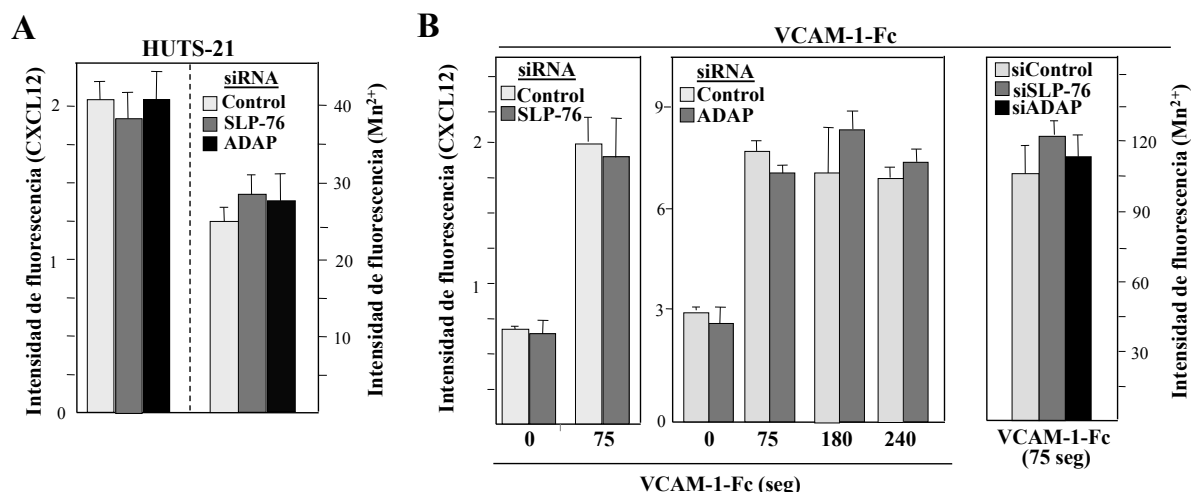 A
HUTS-21
Intensidad de fluorescencia (CXCL12)
2
1
0
siRNA
Control
SLP-76
ADAP
40
30
20
10
Intensidad de fluorescencia (Mn²⁺)
B
VCAM-1-Fc
Intensidad de fluorescencia (CXCL12)
siRNA
Control
SLP-76
2
1
0
75
siRNA
Control
ADAP
9
6
3
0
0
75
180
240
VCAM-1-Fc (seg)
siControl
siSLP-76
siADAP
120
90
60
30
Intensidad de fluorescencia (Mn²⁺)
VCAM-1-Fc
(75 seg)